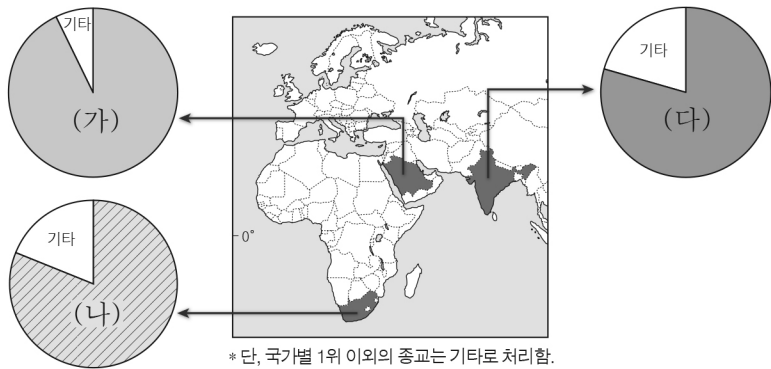 기타
(가)
기타
(다)
기타
(나)
0°
* 단, 국가별 1위 이외의 종교는 기타로 처리함.